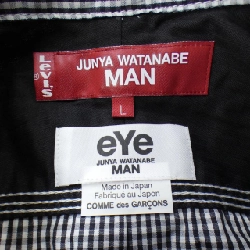 Levi's
®
JUNYA WATANABE
MAN
L
eYe
JUNYA WATANABE
MAN
Made in Japan
Fabriqué au Japon
COMME des GARÇONS